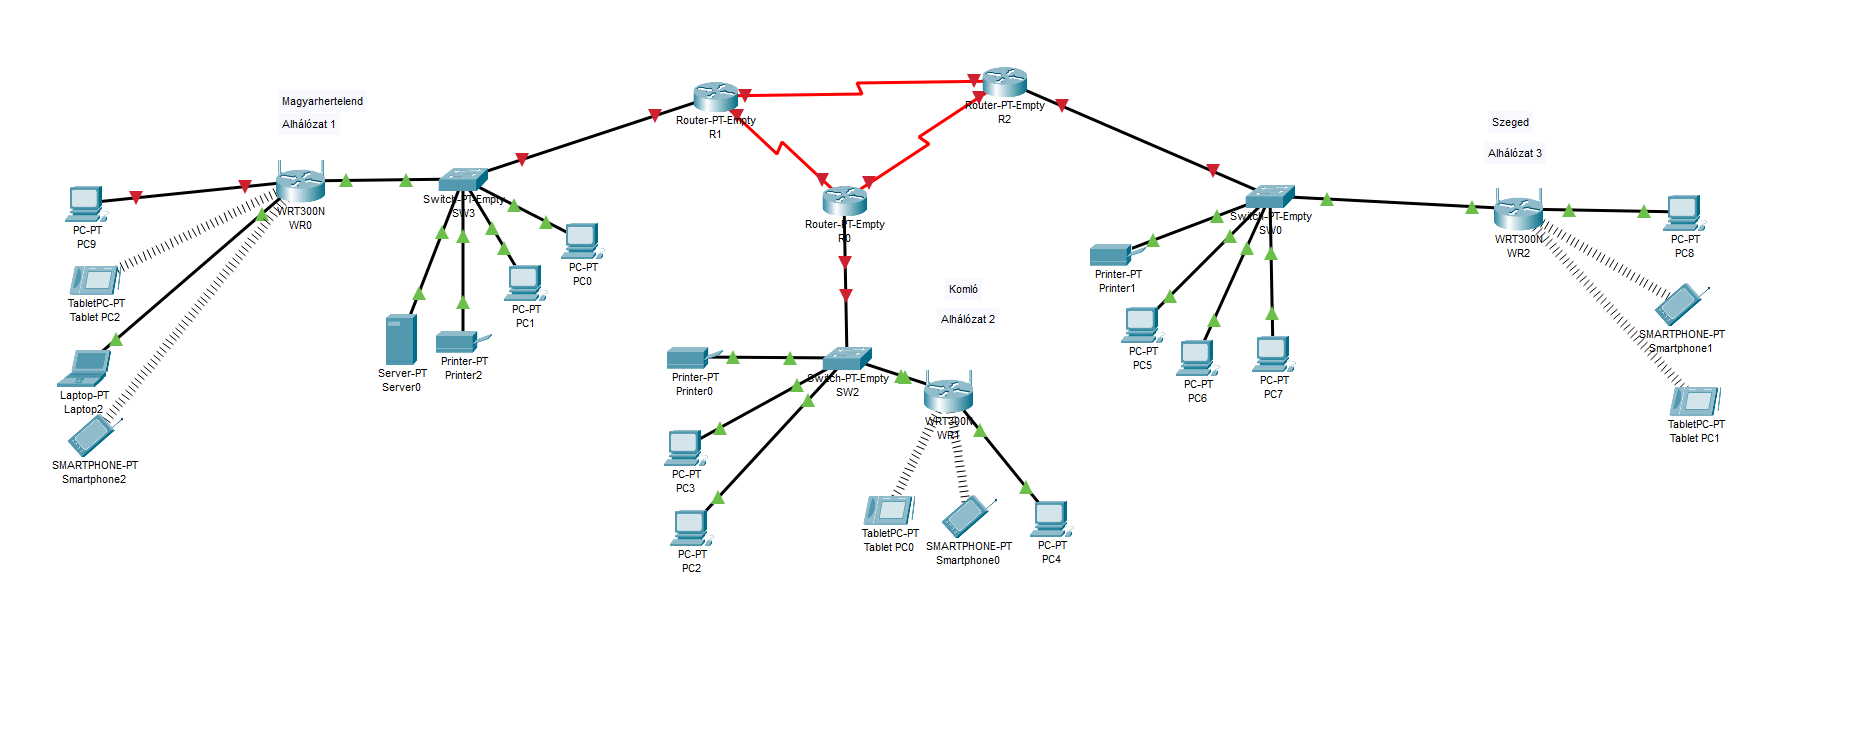 Magyarhertelend
Alhálózat 1
PC-PT
PC9
TabletPC-PT
Tablet PC2
Laptop-PT
Laptop2
SMARTPHONE-PT
Smartphone2
WRT300N
WR0
Switch-PT-Empty
SW3
Server-PT
Server0
Printer-PT
Printer2
PC-PT
PC1
PC-PT
PC0
Router-PT-Empty
R1
Router-PT-Empty
R2
Router-PT-Empty
R0
Komló
Alhálózat 2
Printer-PT
Printer0
Switch-PT-Empty
SW2
PC-PT
PC3
PC-PT
PC2
WRT300N
WR1
TabletPC-PT
Tablet PC0
SMARTPHONE-PT
Smartphone0
PC-PT
PC4
Szeged
Alhálózat 3
Switch-PT-Empty
SW0
Printer-PT
Printer1
PC-PT
PC5
PC-PT
PC6
PC-PT
PC7
WRT300N
WR2
PC-PT
PC8
SMARTPHONE-PT
Smartphone1
TabletPC-PT
Tablet PC1